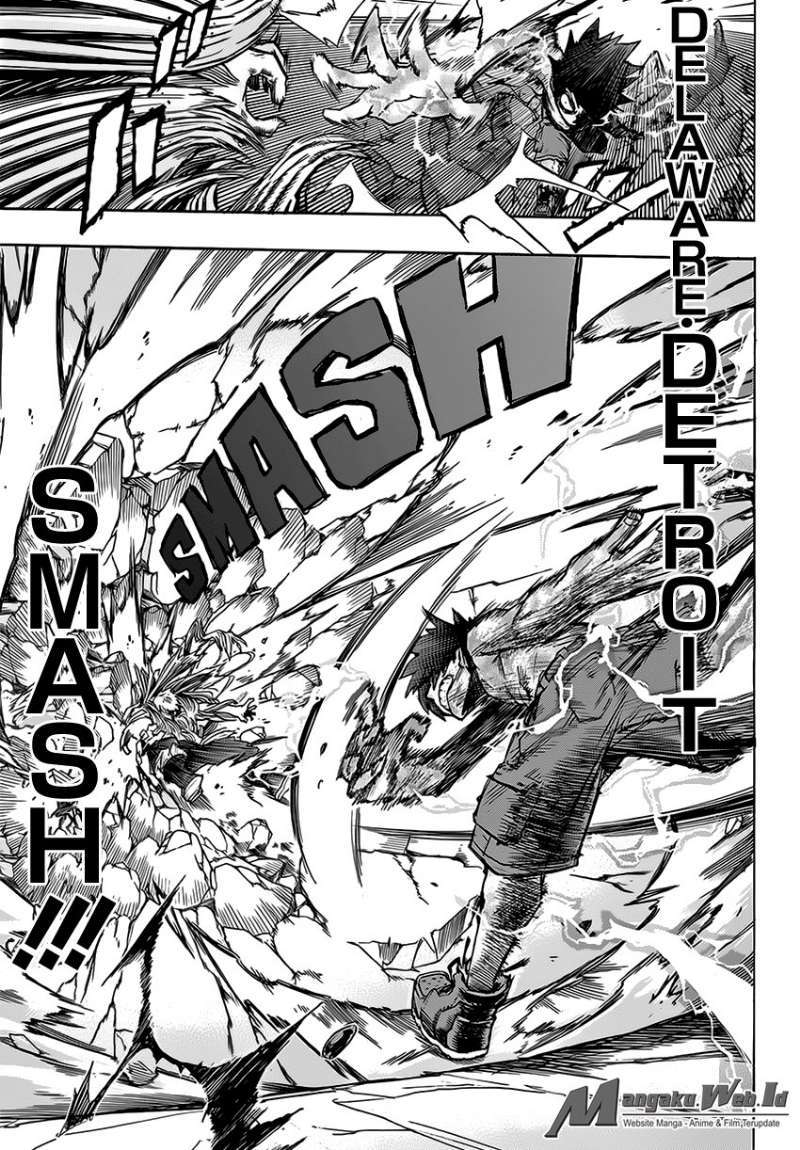 DELAWARE.DETROIT
SMASH
SMASH!!!
Mangaku.Web.Id
Website Manga - Anime & Film Terupdate